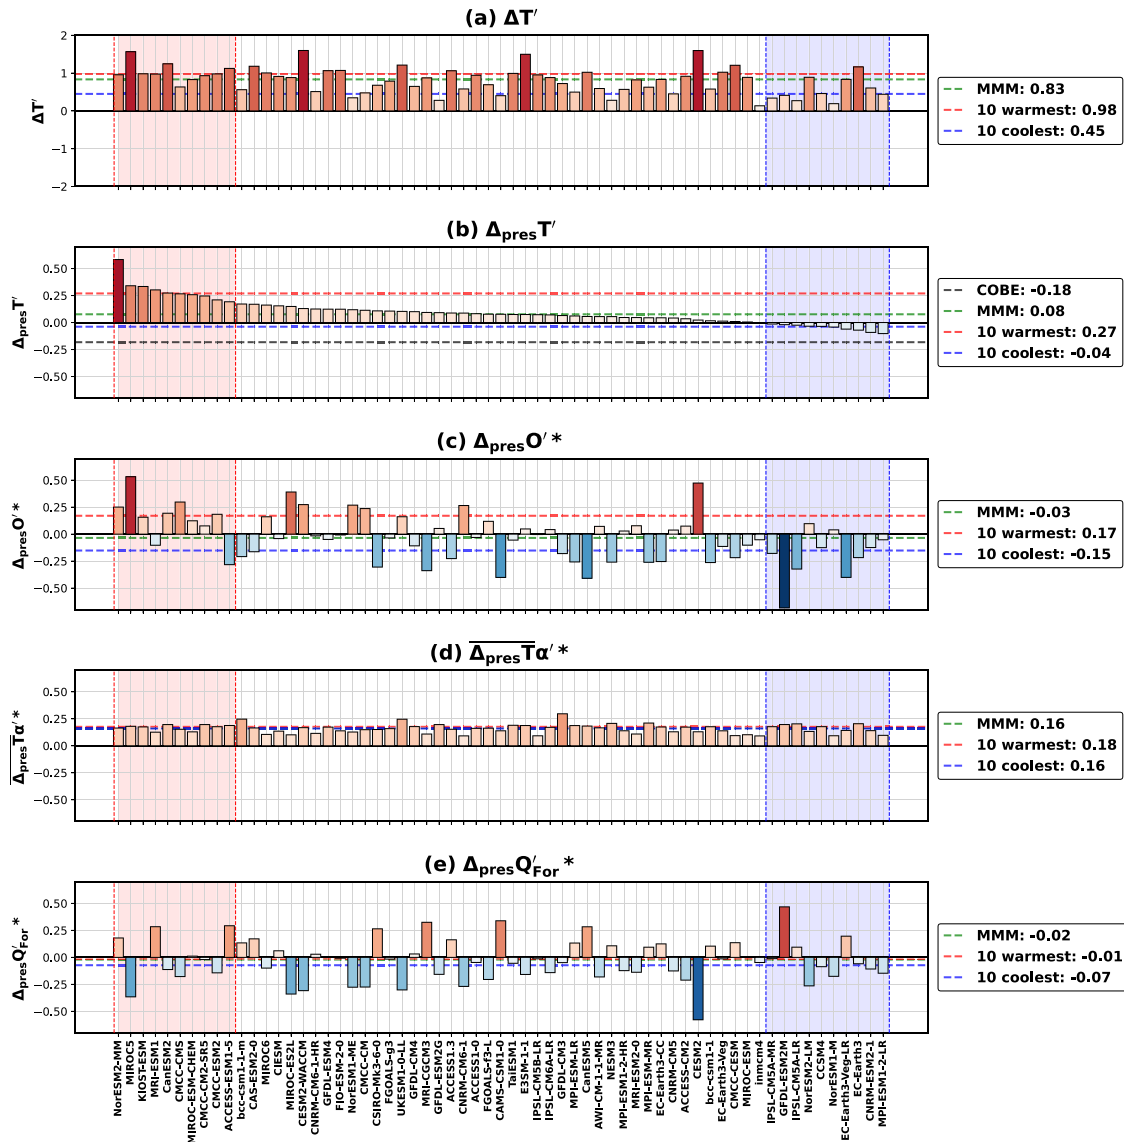 (a) ΔT′
2
1
0
−1
−2
ΔT′
MMM: 0.83
10 warmest: 0.98
10 coolest: 0.45
(b) ΔpresT′
0.50
0.25
0.00
−0.25
−0.50
ΔpresT′
COBE: -0.18
MMM: 0.08
10 warmest: 0.27
10 coolest: -0.04
(c) ΔpresO′ *
0.50
0.25
0.00
−0.25
−0.50
ΔpresO′ *
MMM: -0.03
10 warmest: 0.17
10 coolest: -0.15
(d) ΔpresTα′ *
0.50
0.25
0.00
−0.25
−0.50
ΔpresTα′ *
MMM: 0.16
10 warmest: 0.18
10 coolest: 0.16
(e) ΔpresQ′For *
0.50
0.25
0.00
−0.25
−0.50
ΔpresQ′For *
MMM: -0.02
10 warmest: -0.01
10 coolest: -0.07
NorESM2-MM
MIROC5
KIOST-ESM
MRI-ESM1
CanESM2
CMCC-CMS
MIROC-ESM-CHEM
CMCC-CM2-SR5
CMCC-ESM2
ACCESS-ESM1-5
bcc-csm1-1-m
CAS-ESM2-0
MIROC6
CIESM
MIROC-ES2L
CESM2-WACCM
CNRM-CM6-1-HR
GFDL-ESM4
FIO-ESM-2-0
NorESM1-ME
CMCC-CM
CSIRO-Mk3-6-0
FGOALS-g3
UKESM1-0-LL
GFDL-CM4
MRI-CGCM3
GFDL-ESM2G
ACCESS1.3
CNRM-CM6-1
ACCESS1-0
FGOALS-f3-L
CAMS-CSM1-0
TaiESM1
E3SM-1-1
IPSL-CM5B-LR
IPSL-CM6A-LR
GFDL-CM3
MPI-ESM-LR
CanESM5
AWI-CM-1-1-MR
NESM3
MPI-ESM1-2-HR
MRI-ESM2-0
MPI-ESM-MR
EC-Earth3-CC
CNRM-CM5
ACCESS-CM2
CESM2
bcc-csm1-1
EC-Earth3-Veg
CMCC-CESM
MIROC-ESM
inmcm4
IPSL-CM5A-MR
GFDL-ESM2M
IPSL-CM5A-LR
NorESM2-LM
CCSM4
NorESM1-M
EC-Earth3-Veg-LR
EC-Earth3
CNRM-ESM2-1
MPI-ESM1-2-LR